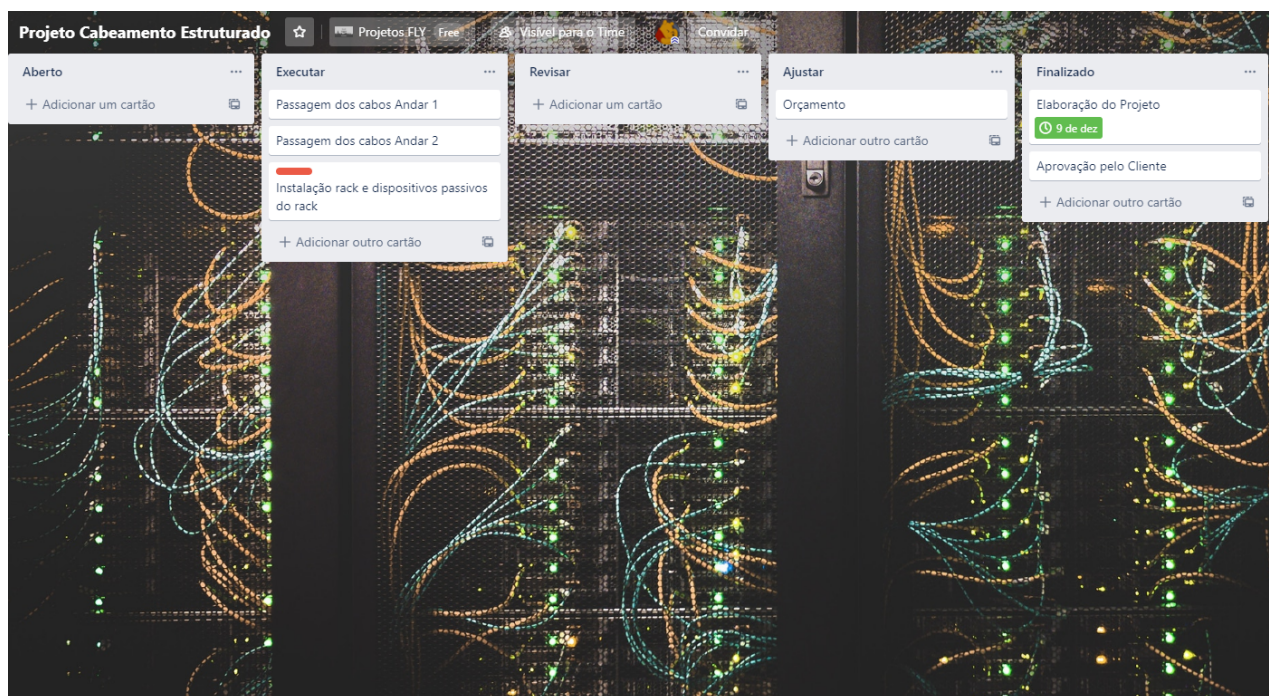 Projeto Cabeamento Estruturado
Projetos FLY Free
Visível para o Time
Convidar
Aberto
Adicionar um cartão
Executar
Passagem dos cabos Andar 1
Passagem dos cabos Andar 2
Instalação rack e dispositivos passivos
do rack
Adicionar outro cartão
Revisar
Adicionar um cartão
Ajustar
Orçamento
Adicionar outro cartão
Finalizado
Elaboração do Projeto
9 de dez
Aprovação pelo Cliente
Adicionar outro cartão